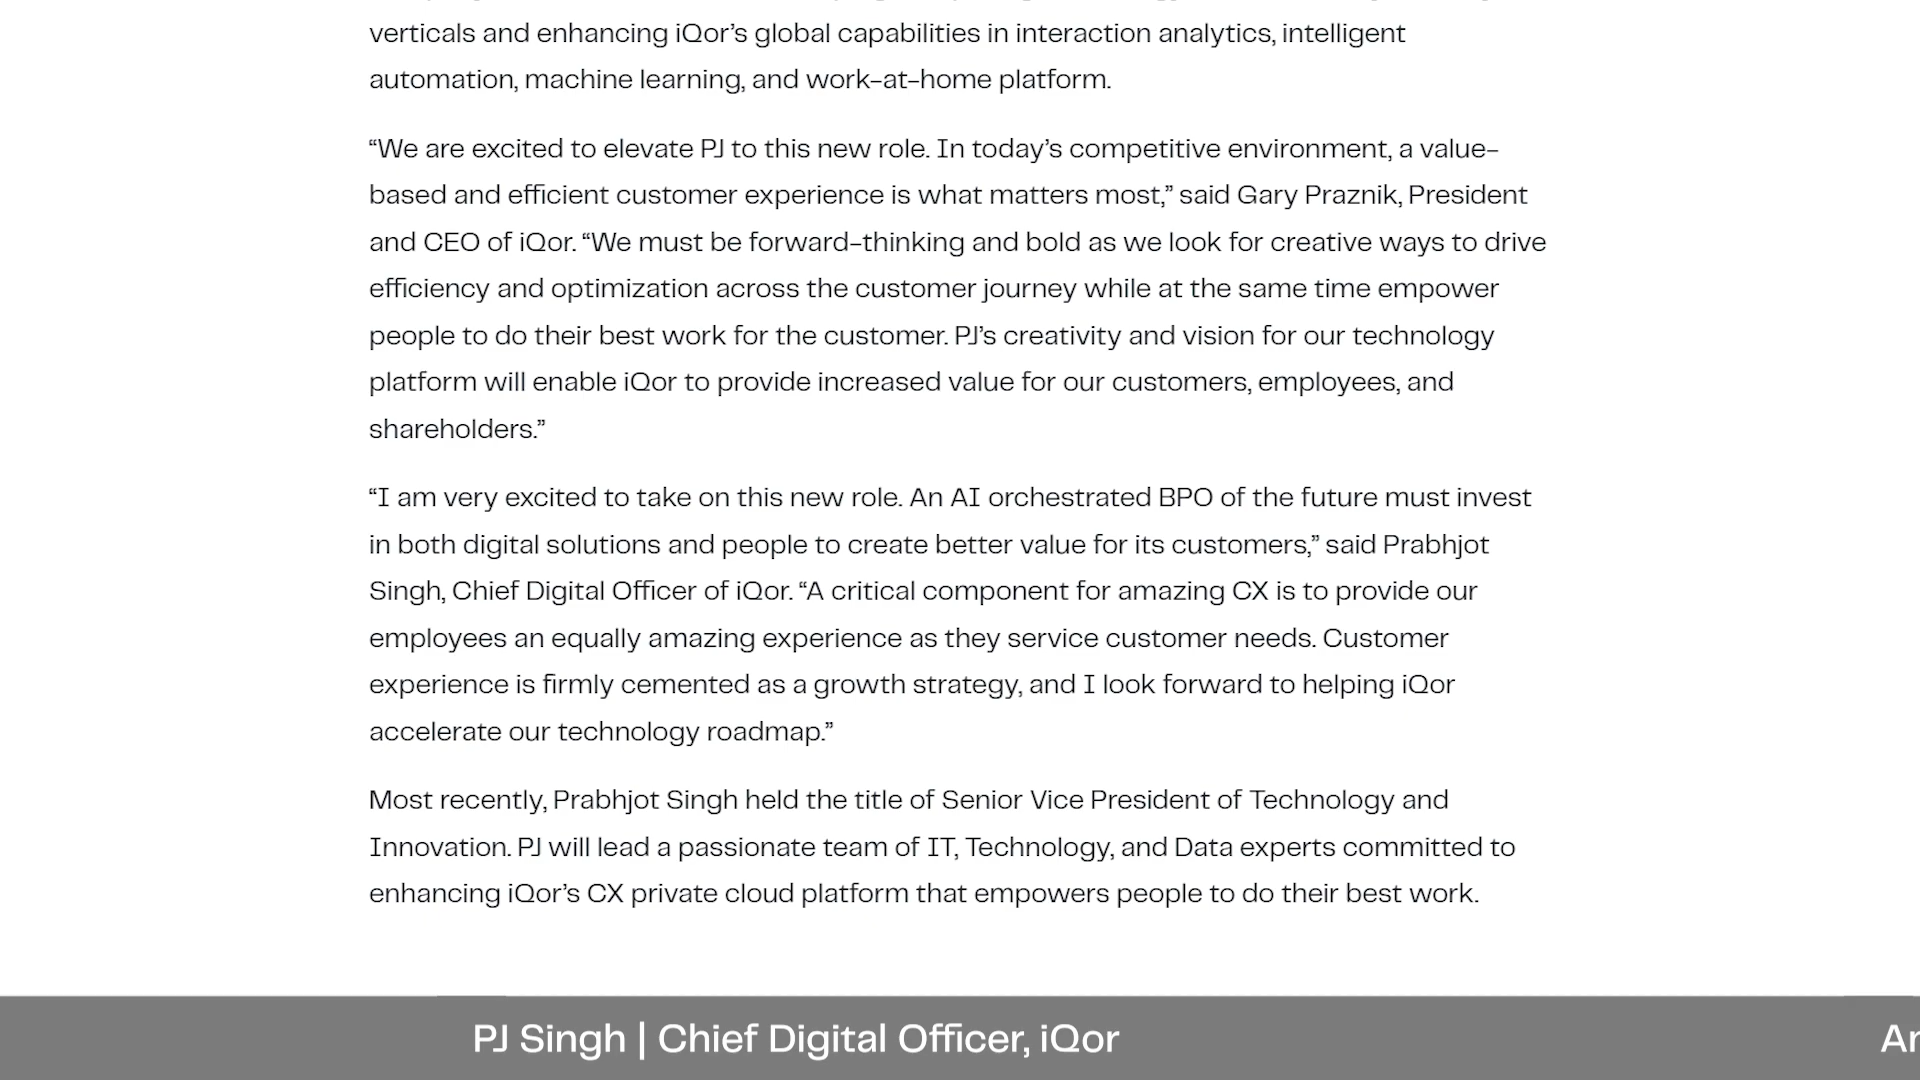 verticals and enhancing iQor’s global capabilities in interaction analytics, intelligent
automation, machine learning, and work-at-home platform.
“We are excited to elevate PJ to this new role. In today’s competitive environment, a value-
based and efficient customer experience is what matters most,” said Gary Praznik, President
and CEO of iQor. “We must be forward-thinking and bold as we look for creative ways to drive
efficiency and optimization across the customer journey while at the same time empower
people to do their best work for the customer. PJ’s creativity and vision for our technology
platform will enable iQor to provide increased value for our customers, employees, and
shareholders.”
“I am very excited to take on this new role. An AI orchestrated BPO of the future must invest
in both digital solutions and people to create better value for its customers,” said Prabhjot
Singh, Chief Digital Officer of iQor. “A critical component for amazing CX is to provide our
employees an equally amazing experience as they service customer needs. Customer
experience is firmly cemented as a growth strategy, and I look forward to helping iQor
accelerate our technology roadmap.”
Most recently, Prabhjot Singh held the title of Senior Vice President of Technology and
Innovation. PJ will lead a passionate team of IT, Technology, and Data experts committed to
enhancing iQor’s CX private cloud platform that empowers people to do their best work.
PJ Singh | Chief Digital Officer, iQor